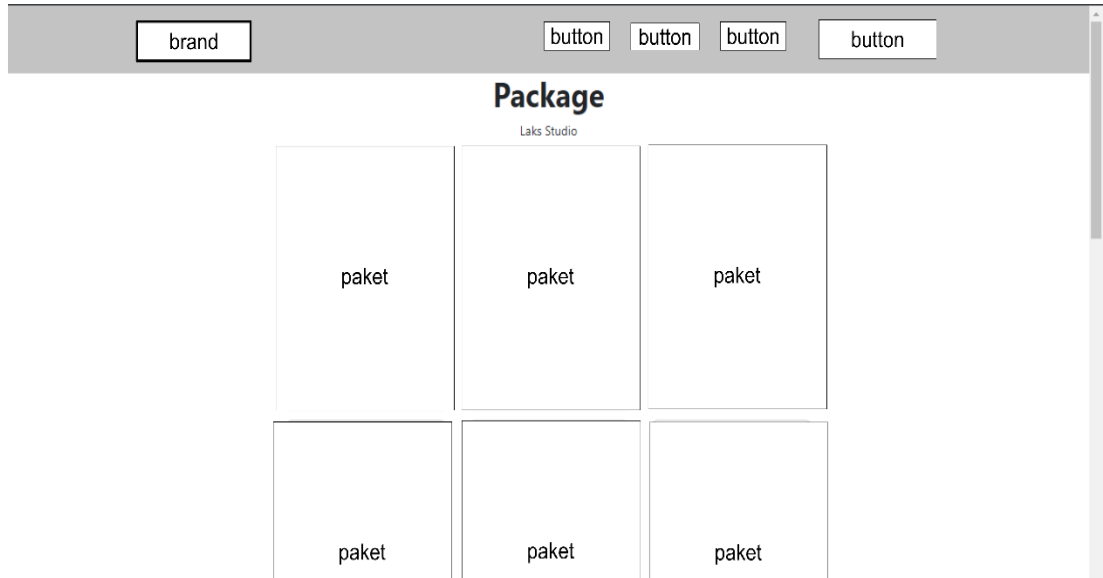 brand
button button button button
Package
Laks Studio
paket paket paket
paket paket paket